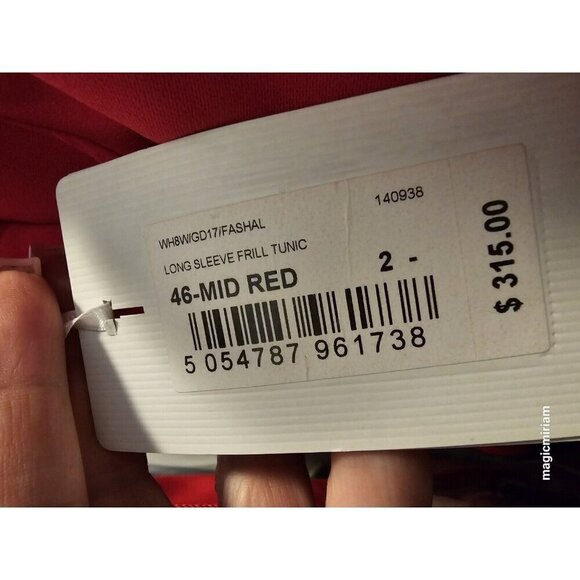 140938
WH8W/GD17/FASHAL
LONG SLEEVE FRILL TUNIC
46-MID RED
2 -
5 054787 961738
$ 315.00
magicmiriam